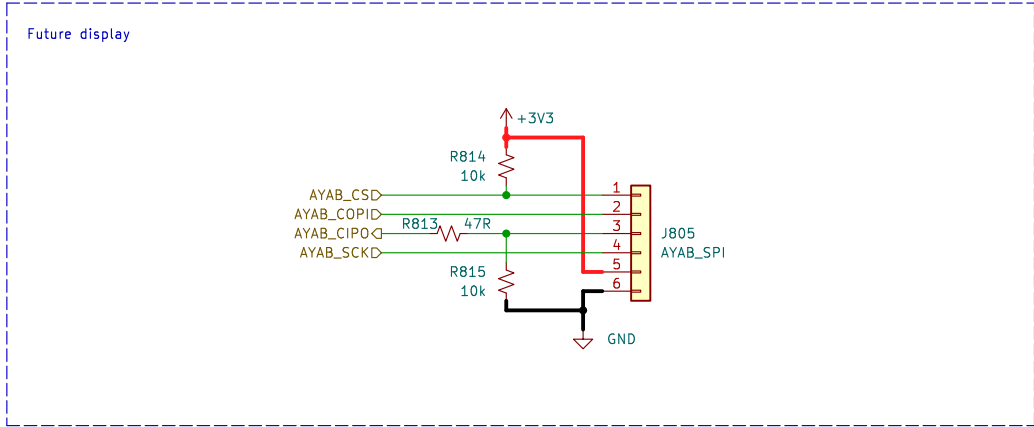 Future display
+3V3
R814
10k
AYAB_CS
1
AYAB_COPI
2
AYAB_CIPO
R813 47R
3
J805
AYAB_SCK
4
AYAB_SPI
R815
10k
5
6
GND